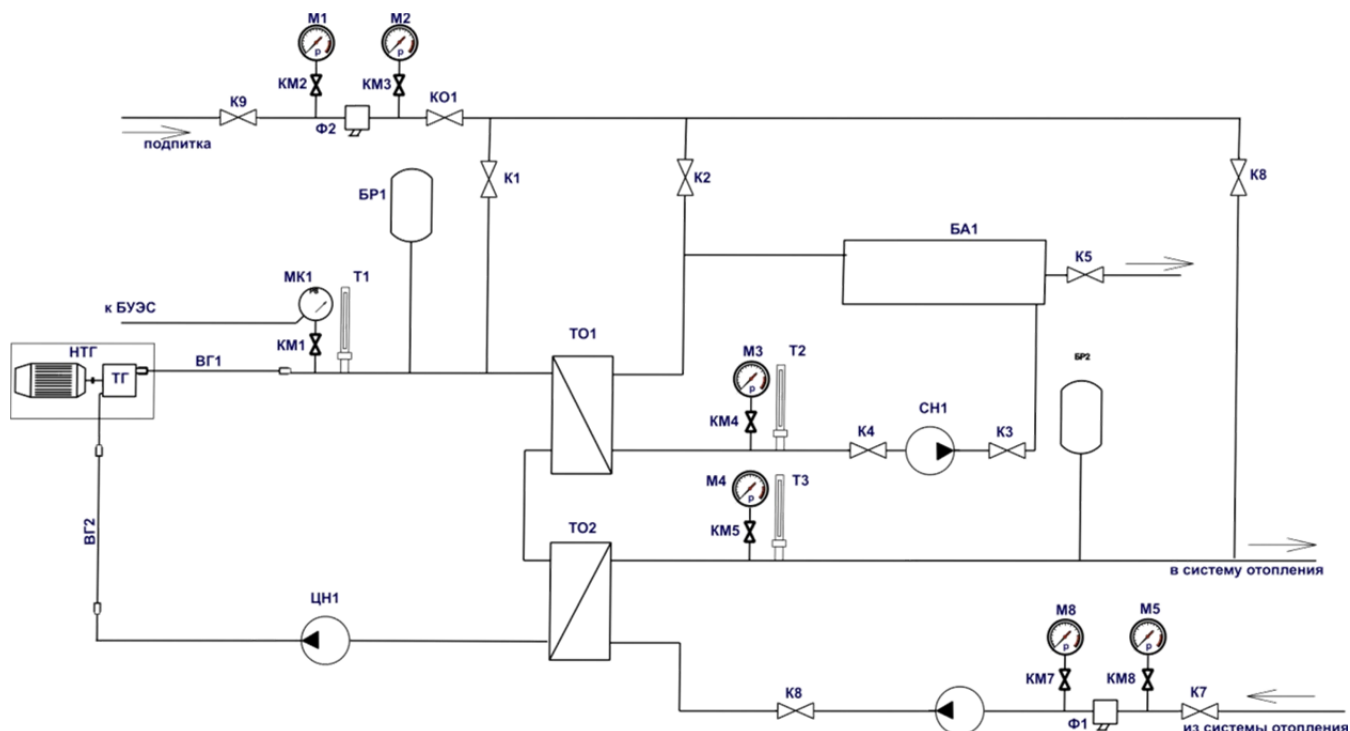 М1 М2
КМ2 КМ3
К9 КО1
Ф2
подпитка
К1 К2 К8
БР1
БА1
К5
МК1 Т1
к БУЭС
КМ1
ТО1
НТГ
ТГ
ВГ1
М3 Т2
БР2
КМ4
СН1
К4 К3
М4 Т3
КМ5
ТО2
ВГ2
в систему отопления
ЦН1
М8 М5
КМ7 КМ8
К8 К7
Ф1
из системы отопления